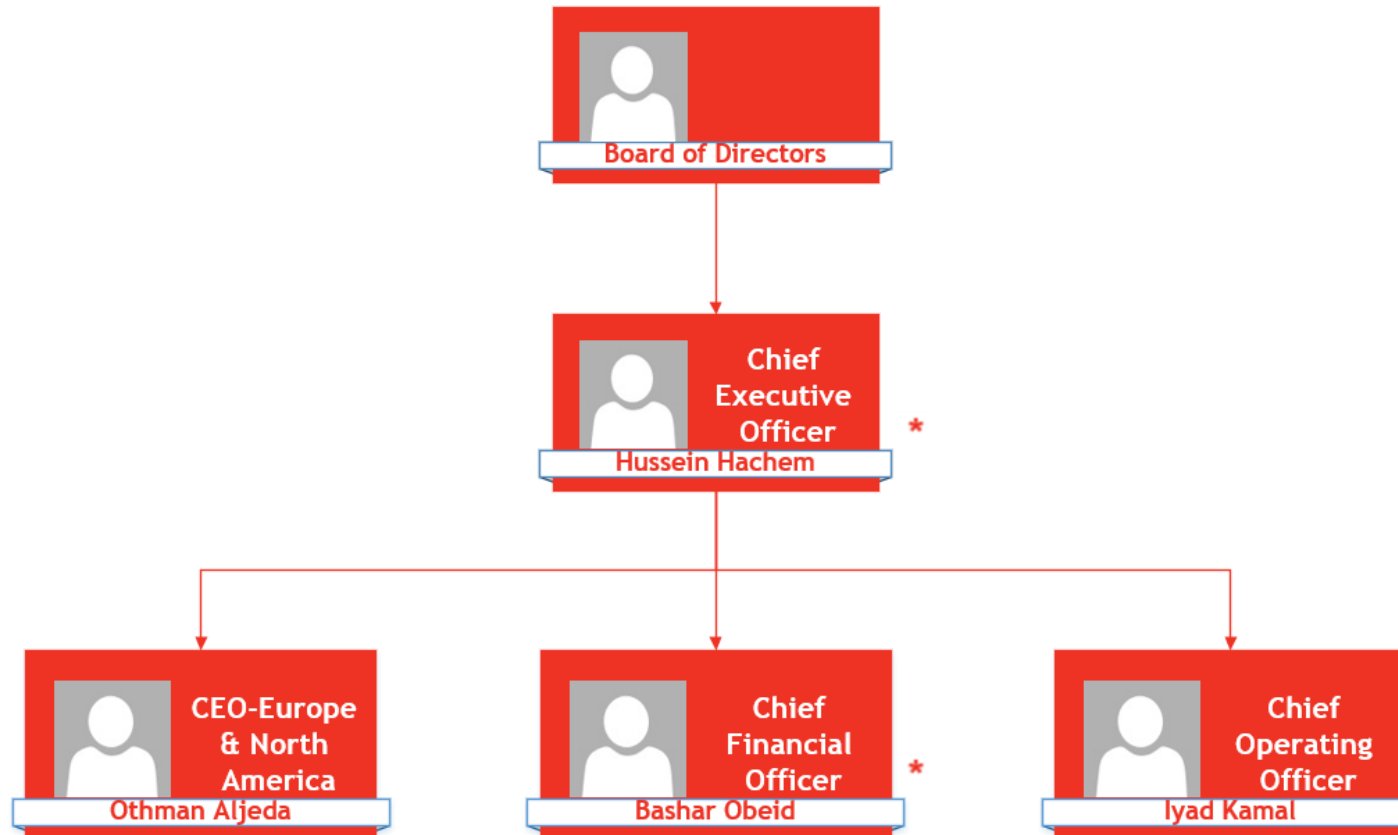 Board of Directors
Chief
Executive
Officer
*
Hussein Hachem
CEO-Europe
& North
America
Othman Aljeda
Chief
Financial
Officer
*
Bashar Obeid
Chief
Operating
Officer
Iyad Kamal